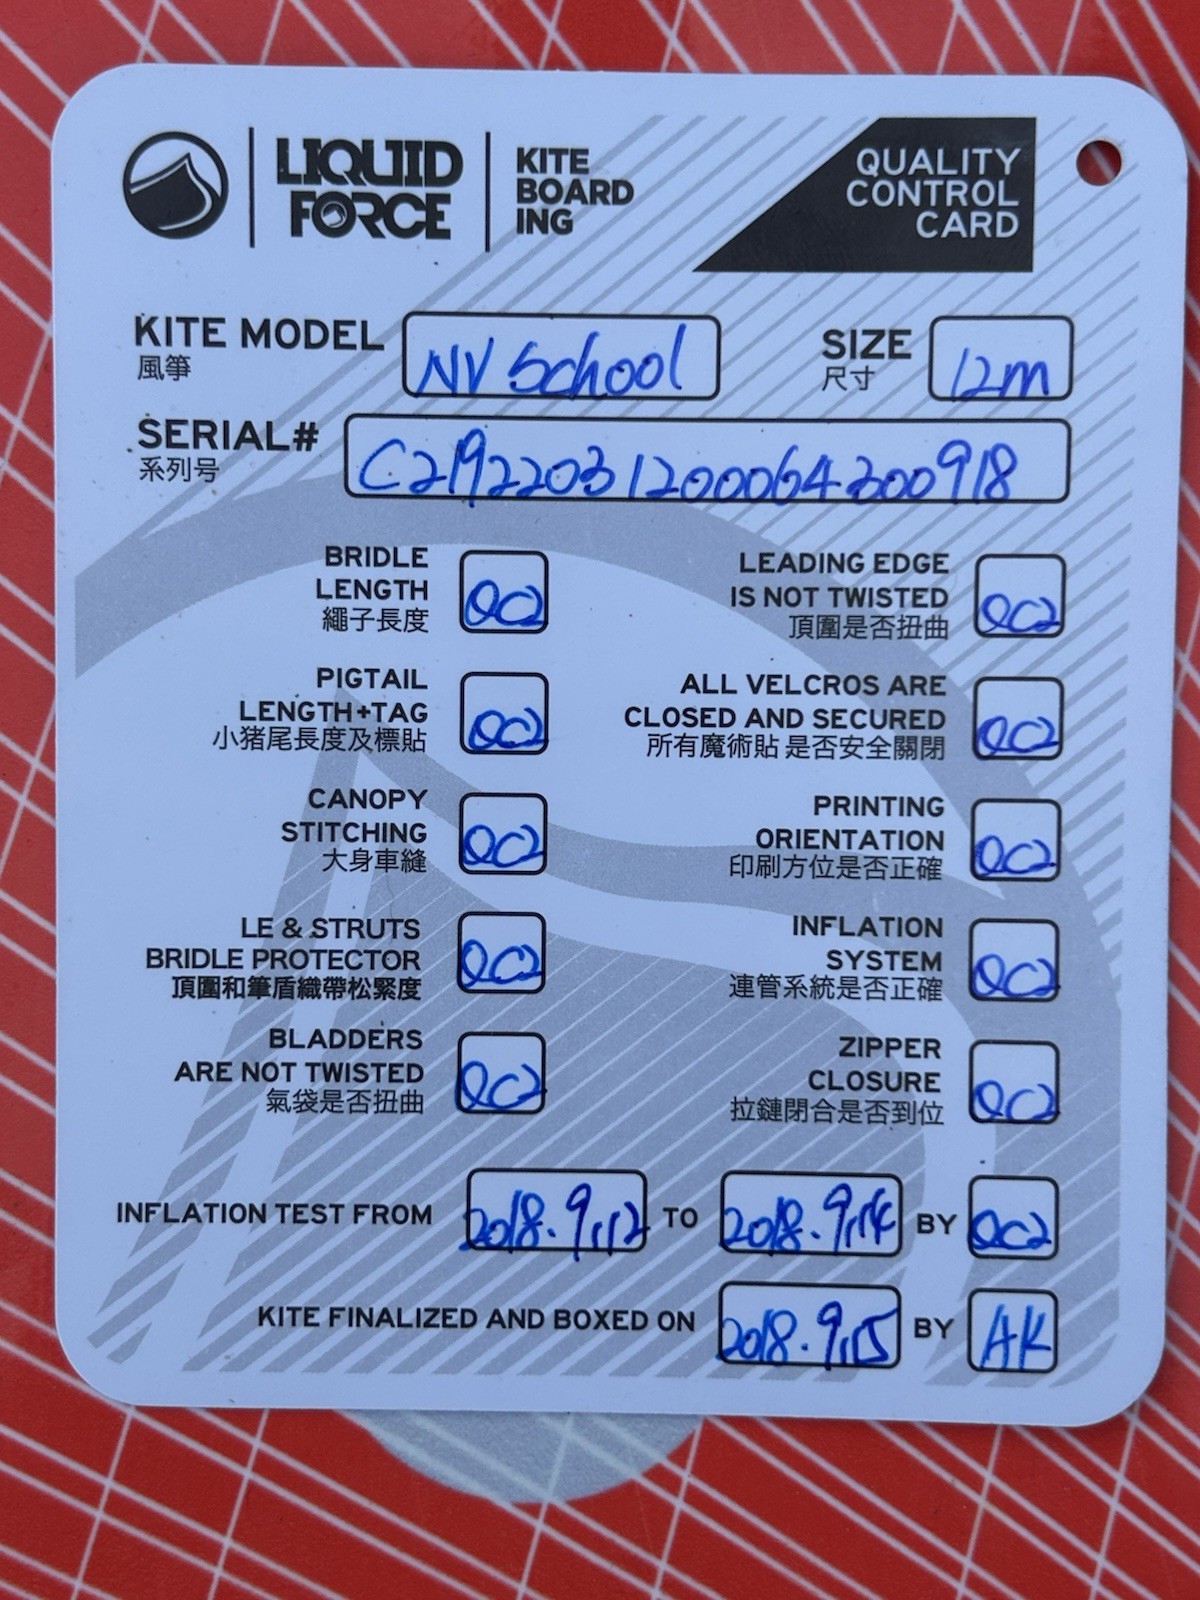 LIQUID FORCE
KITE BOARD ING
QUALITY CONTROL CARD
KITE MODEL NV School
風箏
SIZE 12m
尺寸
SERIAL# C21922031200064300918
系列号
BRIDLE
LENGTH QC2
繩子長度
LEADING EDGE
IS NOT TWISTED QC2
頂圍是否扭曲
PIGTAIL
LENGTH+TAG QC2
小猪尾長度及標貼
ALL VELCROS ARE
CLOSED AND SECURED QC2
所有魔術貼 是否安全關閉
CANOPY
STITCHING QC2
大身車縫
PRINTING
ORIENTATION QC2
印刷方位是否正確
LE & STRUTS
BRIDLE PROTECTOR QC2
頂圍和筆盾織帶松緊度
INFLATION
SYSTEM QC2
連管系統是否正確
BLADDERS
ARE NOT TWISTED QC2
氣袋是否扭曲
ZIPPER
CLOSURE QC2
拉鏈閉合是否到位
INFLATION TEST FROM 2018.9.12 TO 2018.9.14 BY QC2
KITE FINALIZED AND BOXED ON 2018.9.15 BY AK